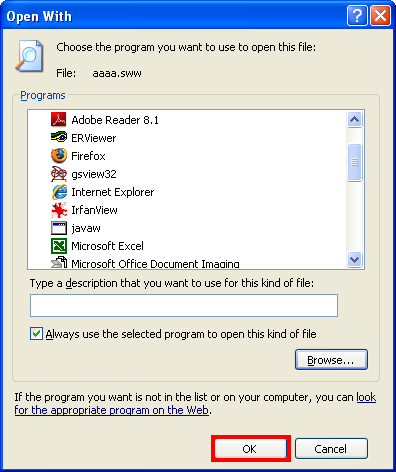 Open With
Choose the program you want to use to open this file:
File: aaaa.sww
Programs
Adobe Reader 8.1
ERViewer
Firefox
gsview32
Internet Explorer
IrfanView
javaw
Microsoft Excel
Microsoft Office Document Imaging
Type a description that you want to use for this kind of file:
Always use the selected program to open this kind of file
Browse...
If the program you want is not in the list or on your computer, you can look
for the appropriate program on the Web.
OK Cancel